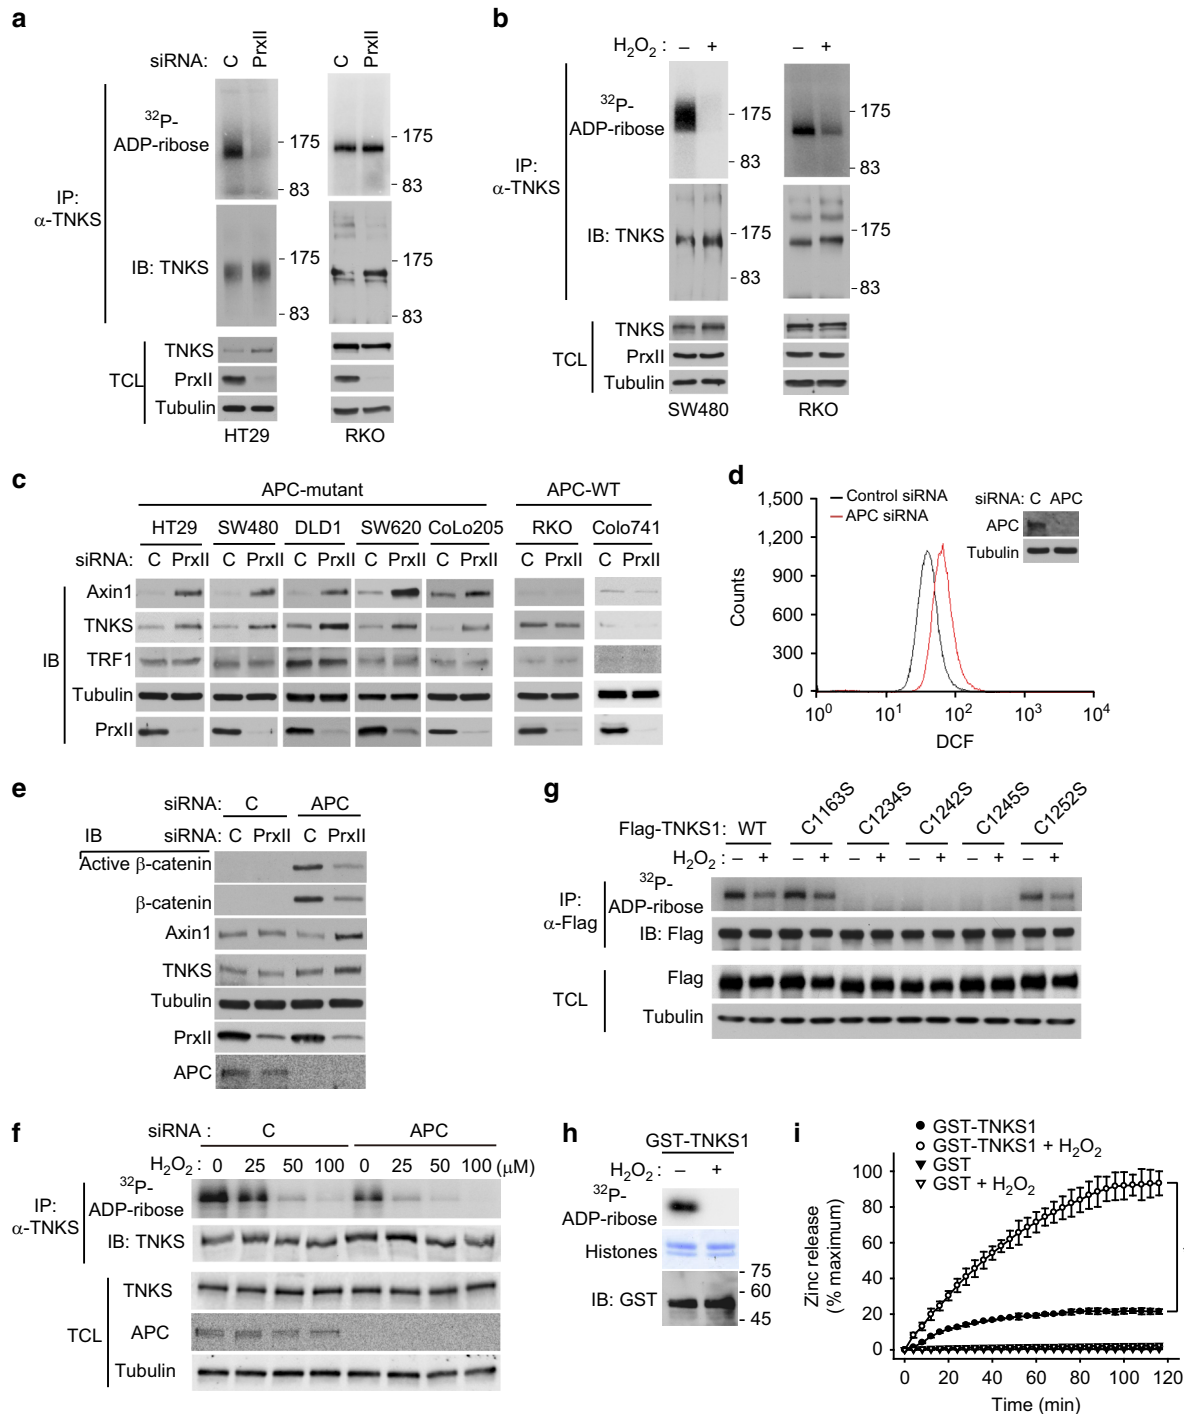 a
siRNA: C PrxII C PrxII
IP:
α-TNKS
32P-
ADP-ribose
175
83
175
83
IB: TNKS
175
83
175
83
TCL
TNKS
PrxII
Tubulin
HT29 RKO
b
H2O2 : – + – +
IP:
α-TNKS
32P-
ADP-ribose
175
83
175
83
IB: TNKS
175
83
175
83
TCL
TNKS
PrxII
Tubulin
SW480 RKO
c
APC-mutant APC-WT
HT29 SW480 DLD1 SW620 CoLo205 RKO Colo741
siRNA: C PrxII C PrxII C PrxII C PrxII C PrxII C PrxII C PrxII
IB
Axin1
TNKS
TRF1
Tubulin
PrxII
d
Control siRNA
APC siRNA
siRNA: C APC
APC
Tubulin
Counts
1,500
1,200
900
600
300
0
10^0 10^1 10^2 10^3 10^4
DCF
e
siRNA: C APC
IB siRNA: C PrxII C PrxII
Active β-catenin
β-catenin
Axin1
TNKS
Tubulin
PrxII
APC
g
Flag-TNKS1: WT C1163S C1234S C1242S C1245S C1252S
H2O2 : – + – + – + – + – + – +
IP:
α-Flag
32P-
ADP-ribose
IB: Flag
TCL
Flag
Tubulin
f
siRNA : C APC
H2O2 : 0 25 50 100 0 25 50 100 (μM)
IP:
α-TNKS
32P-
ADP-ribose
IB: TNKS
TCL
TNKS
APC
Tubulin
h
GST-TNKS1
H2O2 : – +
32P-
ADP-ribose
Histones
IB: GST
75
60
45
i
GST-TNKS1
GST-TNKS1 + H2O2
GST
GST + H2O2
Zinc release
(% maximum)
100
80
60
40
20
0
0 20 40 60 80 100 120
Time (min)